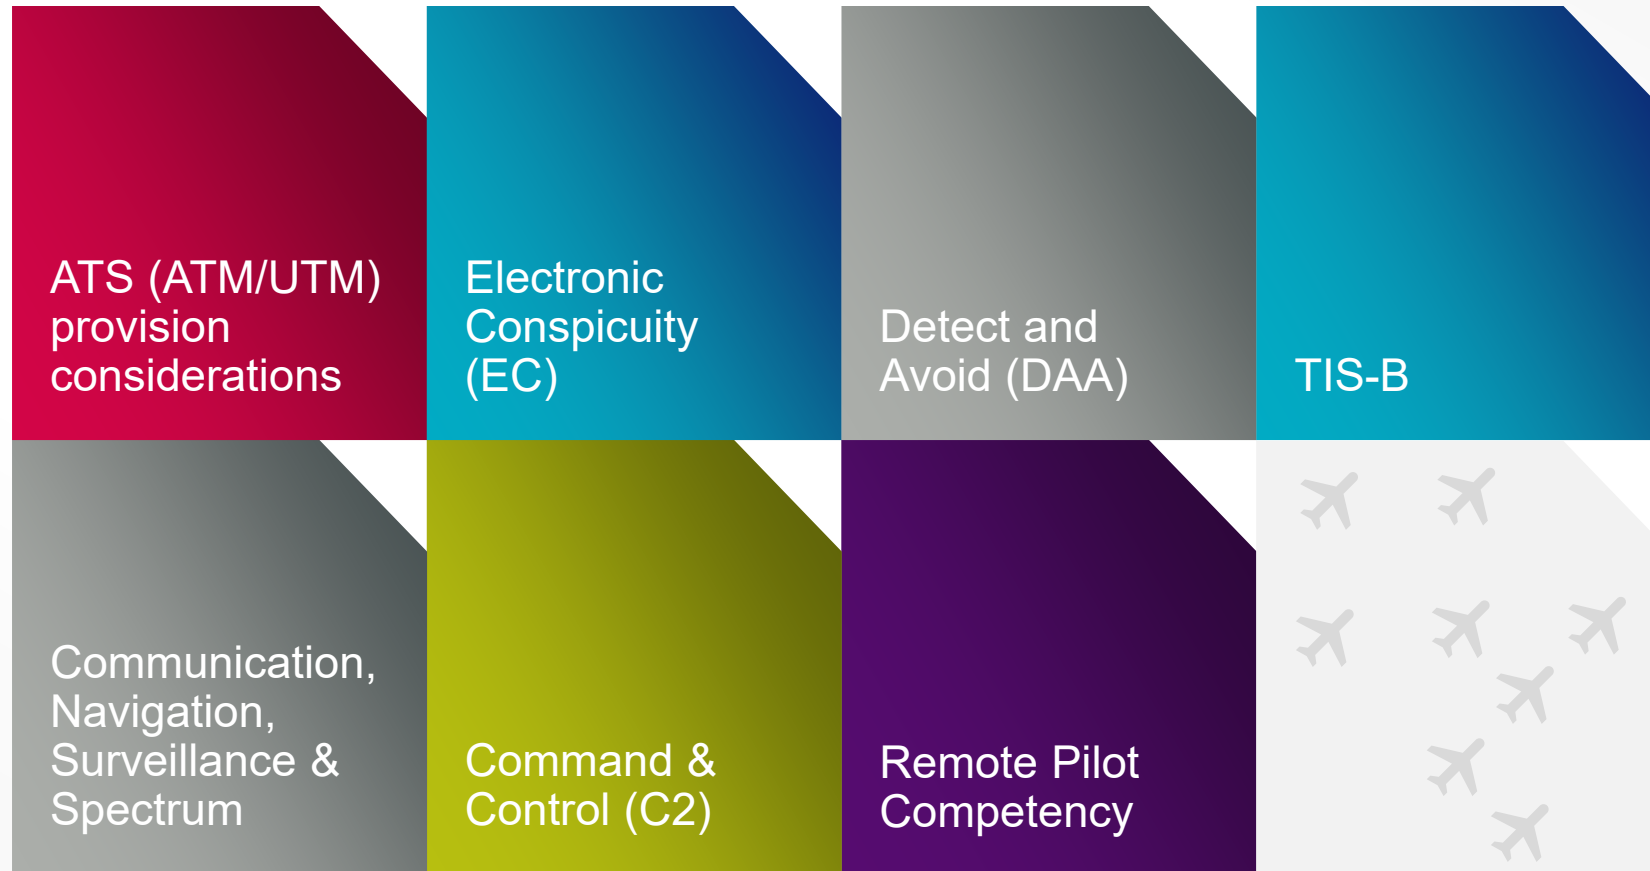 ATS (ATM/UTM)
provision
considerations
Electronic
Conspicuity
(EC)
Detect and
Avoid (DAA)
TIS-B
Communication,
Navigation,
Surveillance &
Spectrum
Command &
Control (C2)
Remote Pilot
Competency